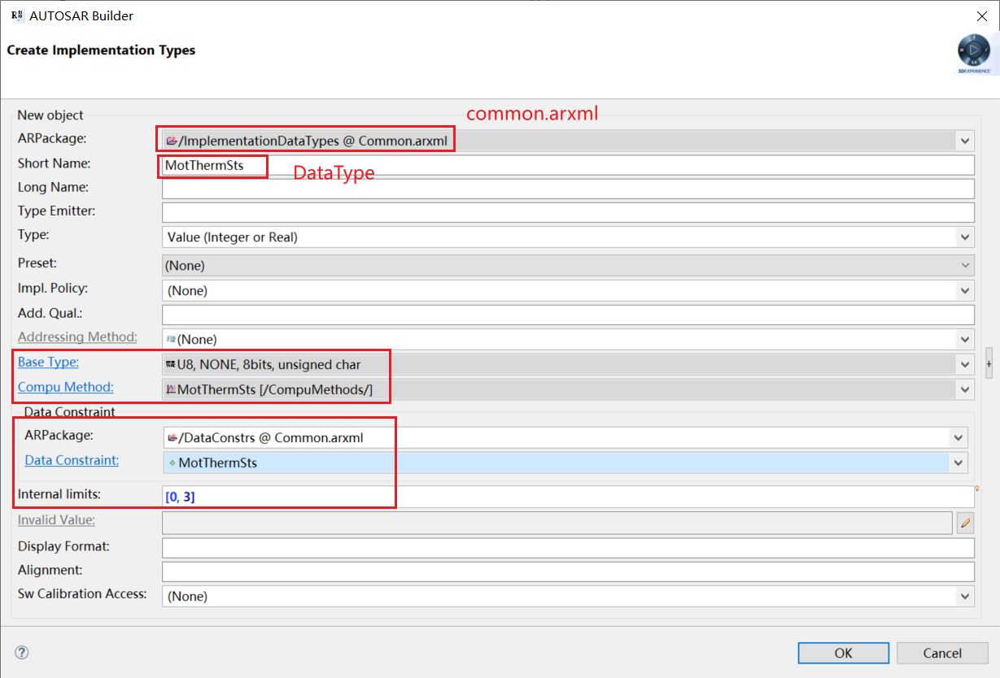 AUTOSAR Builder
Create Implementation Types
3DEXPERIENCE
New object
common.arxml
ARPackage: /ImplementationDataTypes @ Common.arxml
Short Name: MotThermSts
DataType
Long Name:
Type Emitter:
Type: Value (Integer or Real)
Preset: (None)
Impl. Policy: (None)
Add. Qual.:
Addressing Method: (None)
Base Type: U8, NONE, 8bits, unsigned char
Compu Method: MotThermSts [/CompuMethods/]
Data Constraint
ARPackage: /DataConstrs @ Common.arxml
Data Constraint: MotThermSts
Internal limits: [0, 3]
Invalid Value:
Display Format:
Alignment:
Sw Calibration Access: (None)
OK Cancel